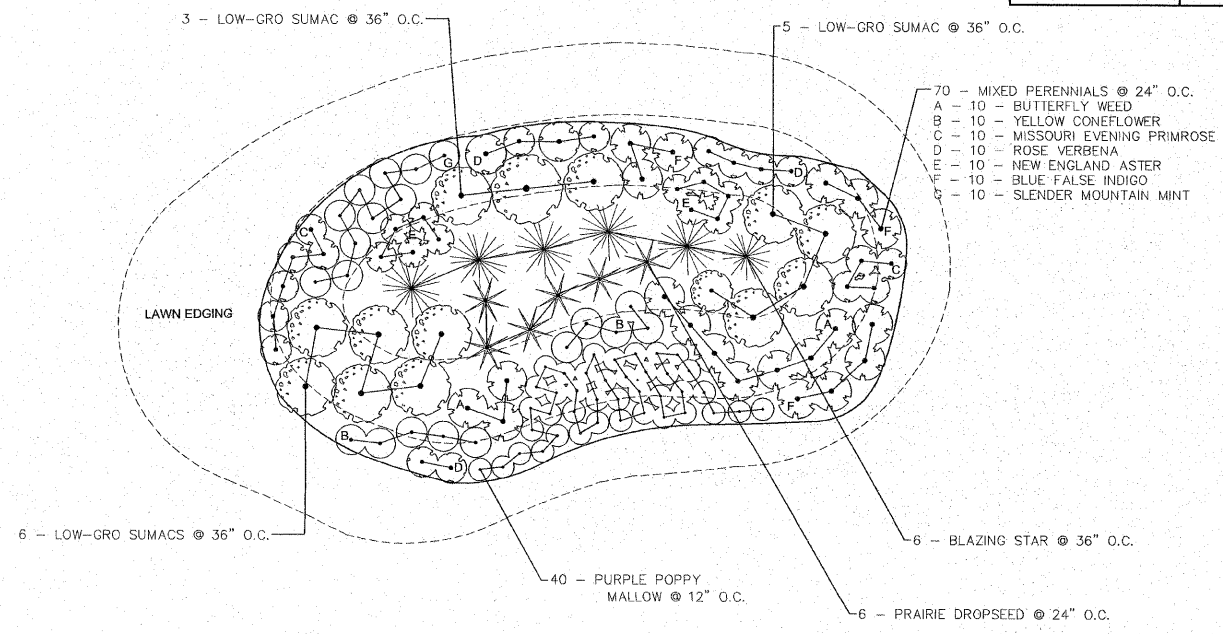 3 - LOW-GRO SUMAC @ 36" O.C.
5 - LOW-GRO SUMAC @ 36" O.C.
70 - MIXED PERENNIALS @ 24" O.C.
A - 10 - BUTTERFLY WEED
B - 10 - YELLOW CONEFLOWER
C - 10 - MISSOURI EVENING PRIMROSE
D - 10 - ROSE VERBENA
E - 10 - NEW ENGLAND ASTER
F - 10 - BLUE FALSE INDIGO
G - 10 - SLENDER MOUNTAIN MINT
G
D
F
D
E
C
E
F
C
LAWN EDGING
B
A
A
F
B
D
6 - LOW-GRO SUMACS @ 36" O.C.
6 - BLAZING STAR @ 36" O.C.
40 - PURPLE POPPY
MALLOW @ 12" O.C.
6 - PRAIRIE DROPSEED @ 24" O.C.